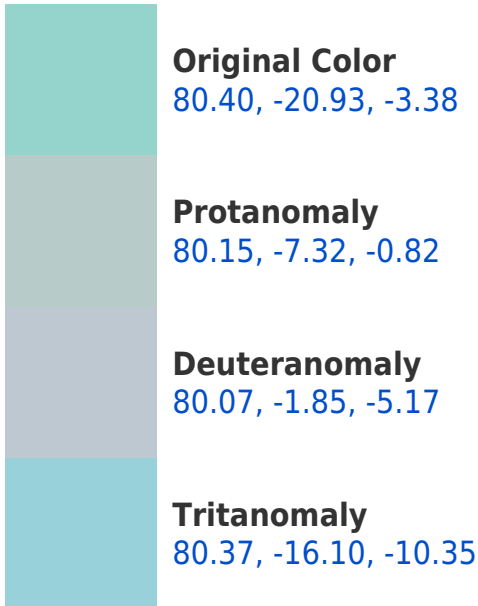 Original Color
80.40, -20.93, -3.38
Protanomaly
80.15, -7.32, -0.82
Deuteranomaly
80.07, -1.85, -5.17
Tritanomaly
80.37, -16.10, -10.35